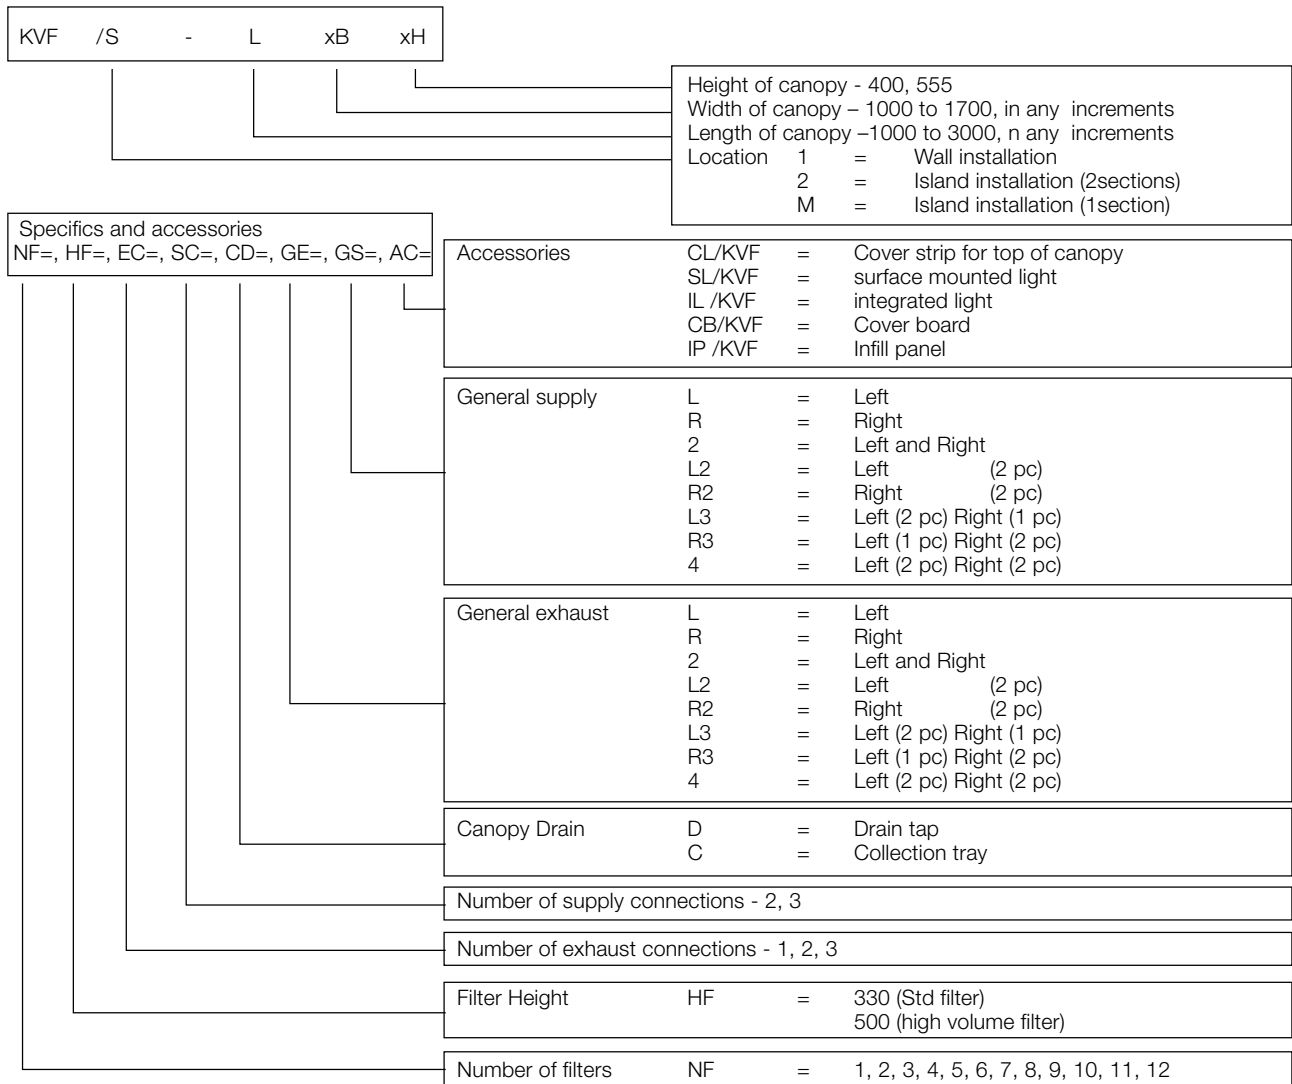 KVF /S - L xB xH
Height of canopy - 400, 555
Width of canopy – 1000 to 1700, in any increments
Length of canopy –1000 to 3000, n any increments
Location 1 = Wall installation
2 = Island installation (2sections)
M = Island installation (1section)
Specifics and accessories
NF=, HF=, EC=, SC=, CD=, GE=, GS=, AC=
Accessories CL/KVF = Cover strip for top of canopy
SL/KVF = surface mounted light
IL /KVF = integrated light
CB/KVF = Cover board
IP /KVF = Infill panel
General supply L = Left
R = Right
2 = Left and Right
L2 = Left (2 pc)
R2 = Right (2 pc)
L3 = Left (2 pc) Right (1 pc)
R3 = Left (1 pc) Right (2 pc)
4 = Left (2 pc) Right (2 pc)
General exhaust L = Left
R = Right
2 = Left and Right
L2 = Left (2 pc)
R2 = Right (2 pc)
L3 = Left (2 pc) Right (1 pc)
R3 = Left (1 pc) Right (2 pc)
4 = Left (2 pc) Right (2 pc)
Canopy Drain D = Drain tap
C = Collection tray
Number of supply connections - 2, 3
Number of exhaust connections - 1, 2, 3
Filter Height HF = 330 (Std filter)
500 (high volume filter)
Number of filters NF = 1, 2, 3, 4, 5, 6, 7, 8, 9, 10, 11, 12